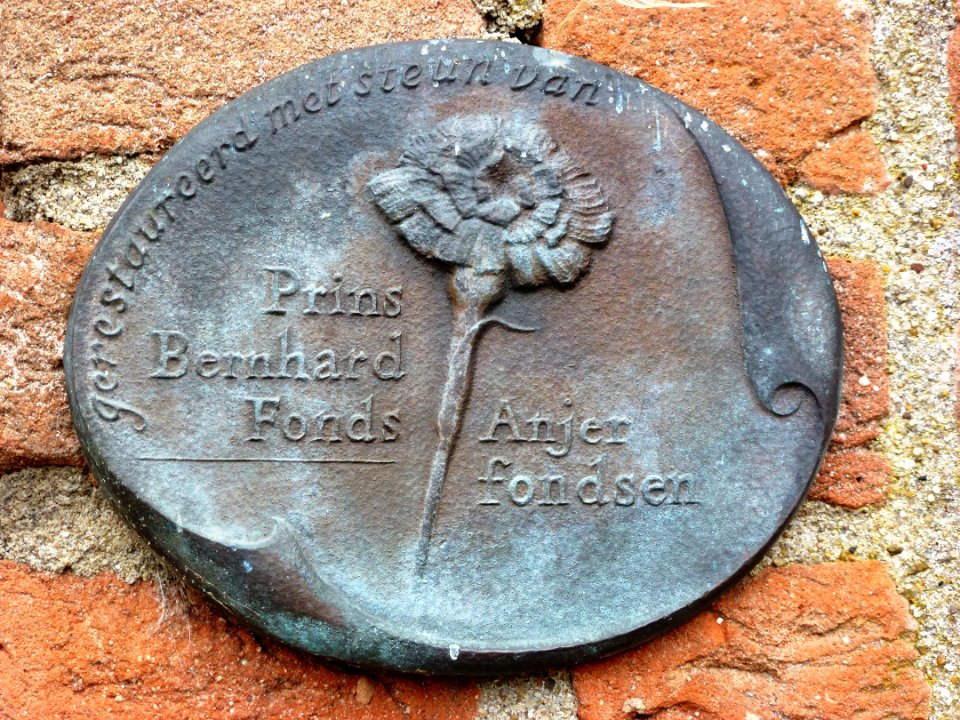 gerestaureerd met steun van
Prins
Bernhard
Fonds
Anjer
fondsen